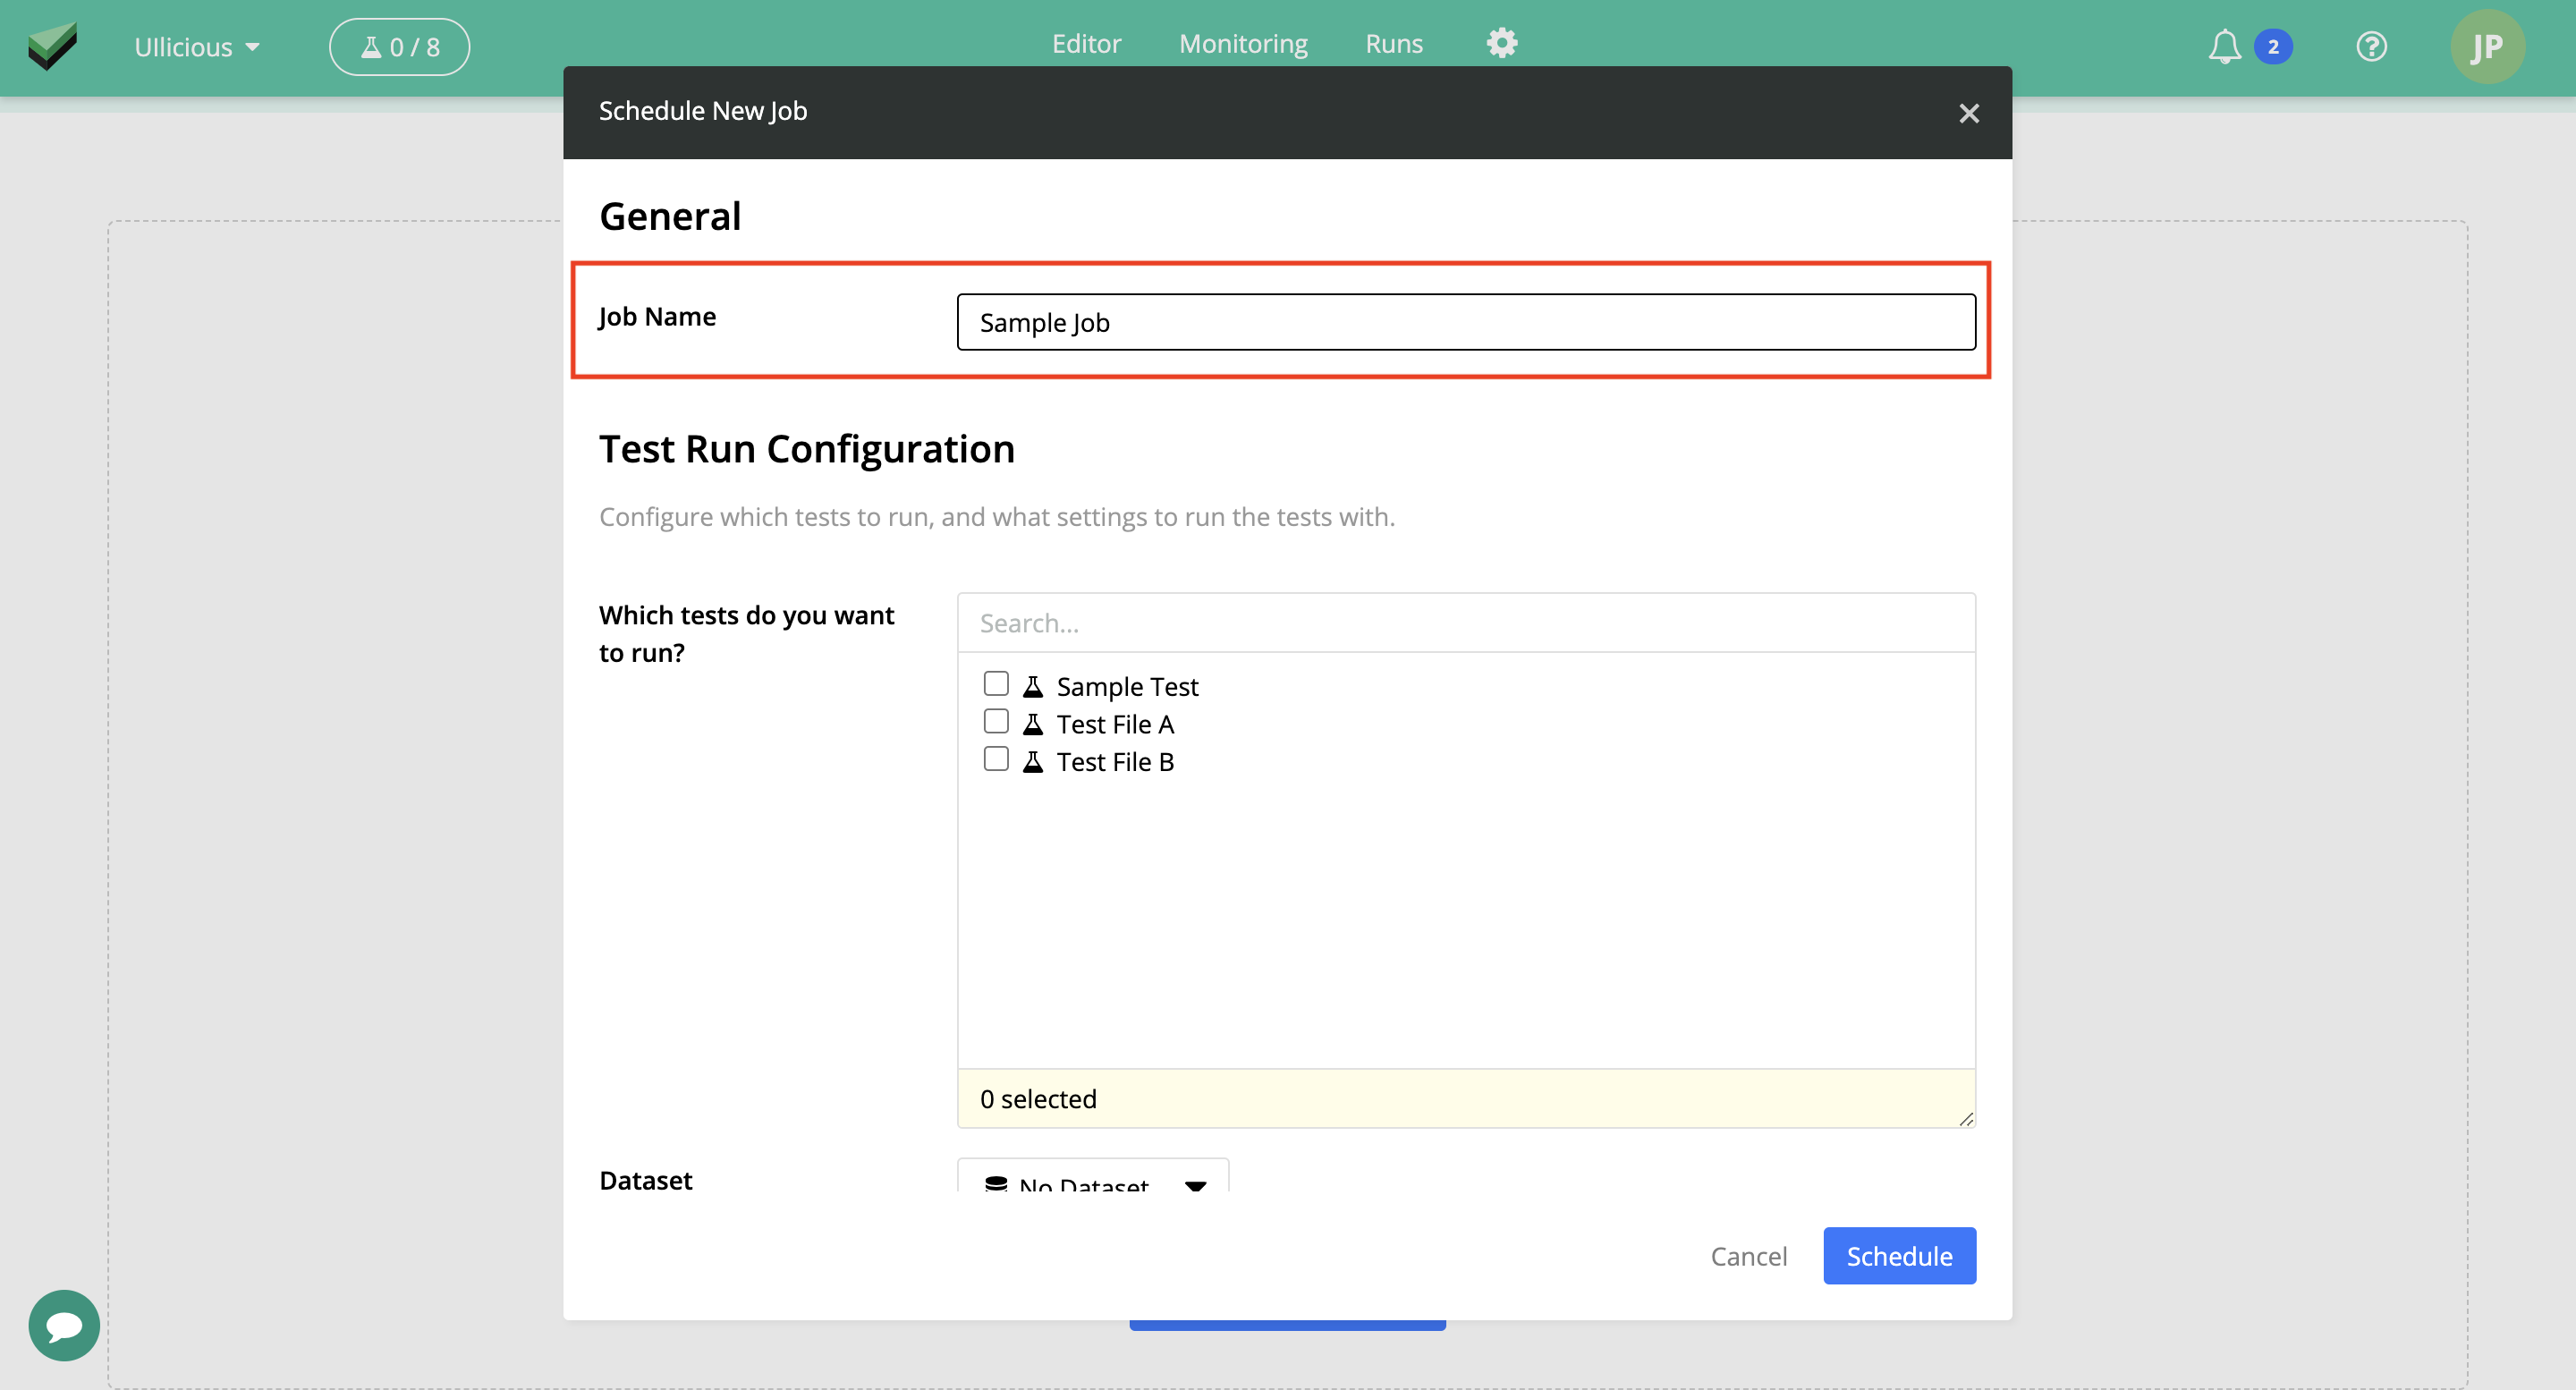 UIlicious
0 / 8
Editor
Monitoring
Runs
2
JP
Schedule New Job
General
Job Name
Sample Job
Test Run Configuration
Configure which tests to run, and what settings to run the tests with.
Which tests do you want
to run?
Search...
Sample Test
Test File A
Test File B
0 selected
Dataset
No Dataset
Cancel
Schedule